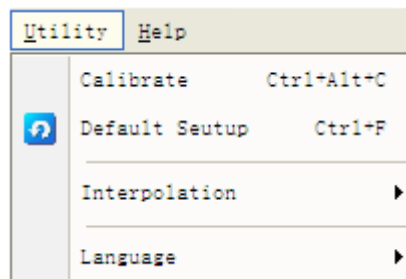 Utility Help
Calibrate Ctrl+Alt+C
Default Seutup Ctrl+F
Interpolation
Language